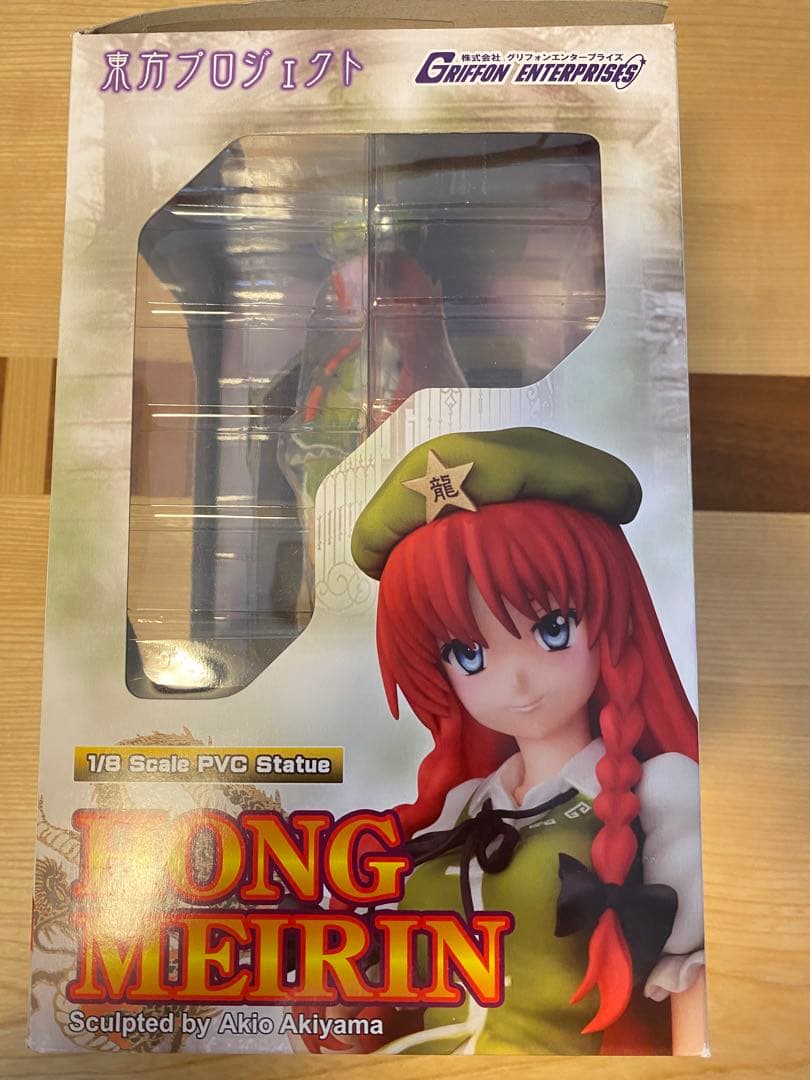 東方プロジェクト
株式会社 グリフォンエンタープライズ
GRIFFON ENTERPRISES
龍
1/8 Scale PVC Statue
HONG
MEIRIN
Sculpted by Akio Akiyama